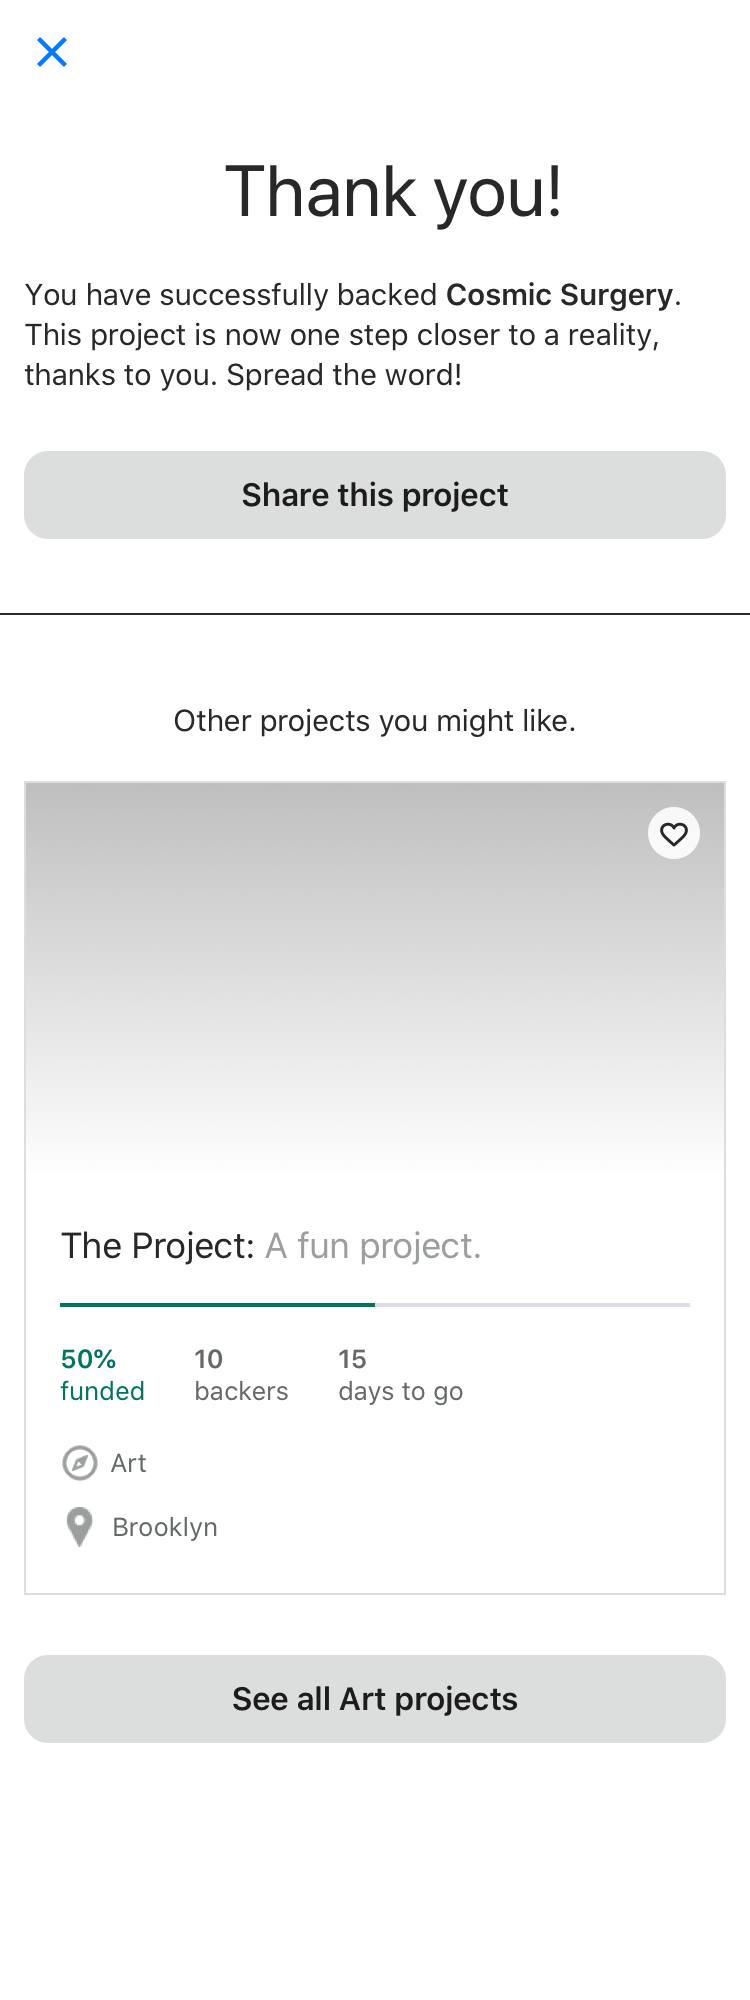 Thank you!
You have successfully backed Cosmic Surgery.
This project is now one step closer to a reality,
thanks to you. Spread the word!
Share this project
Other projects you might like.
The Project: A fun project.
50% 10 15
funded backers days to go
Art
Brooklyn
See all Art projects